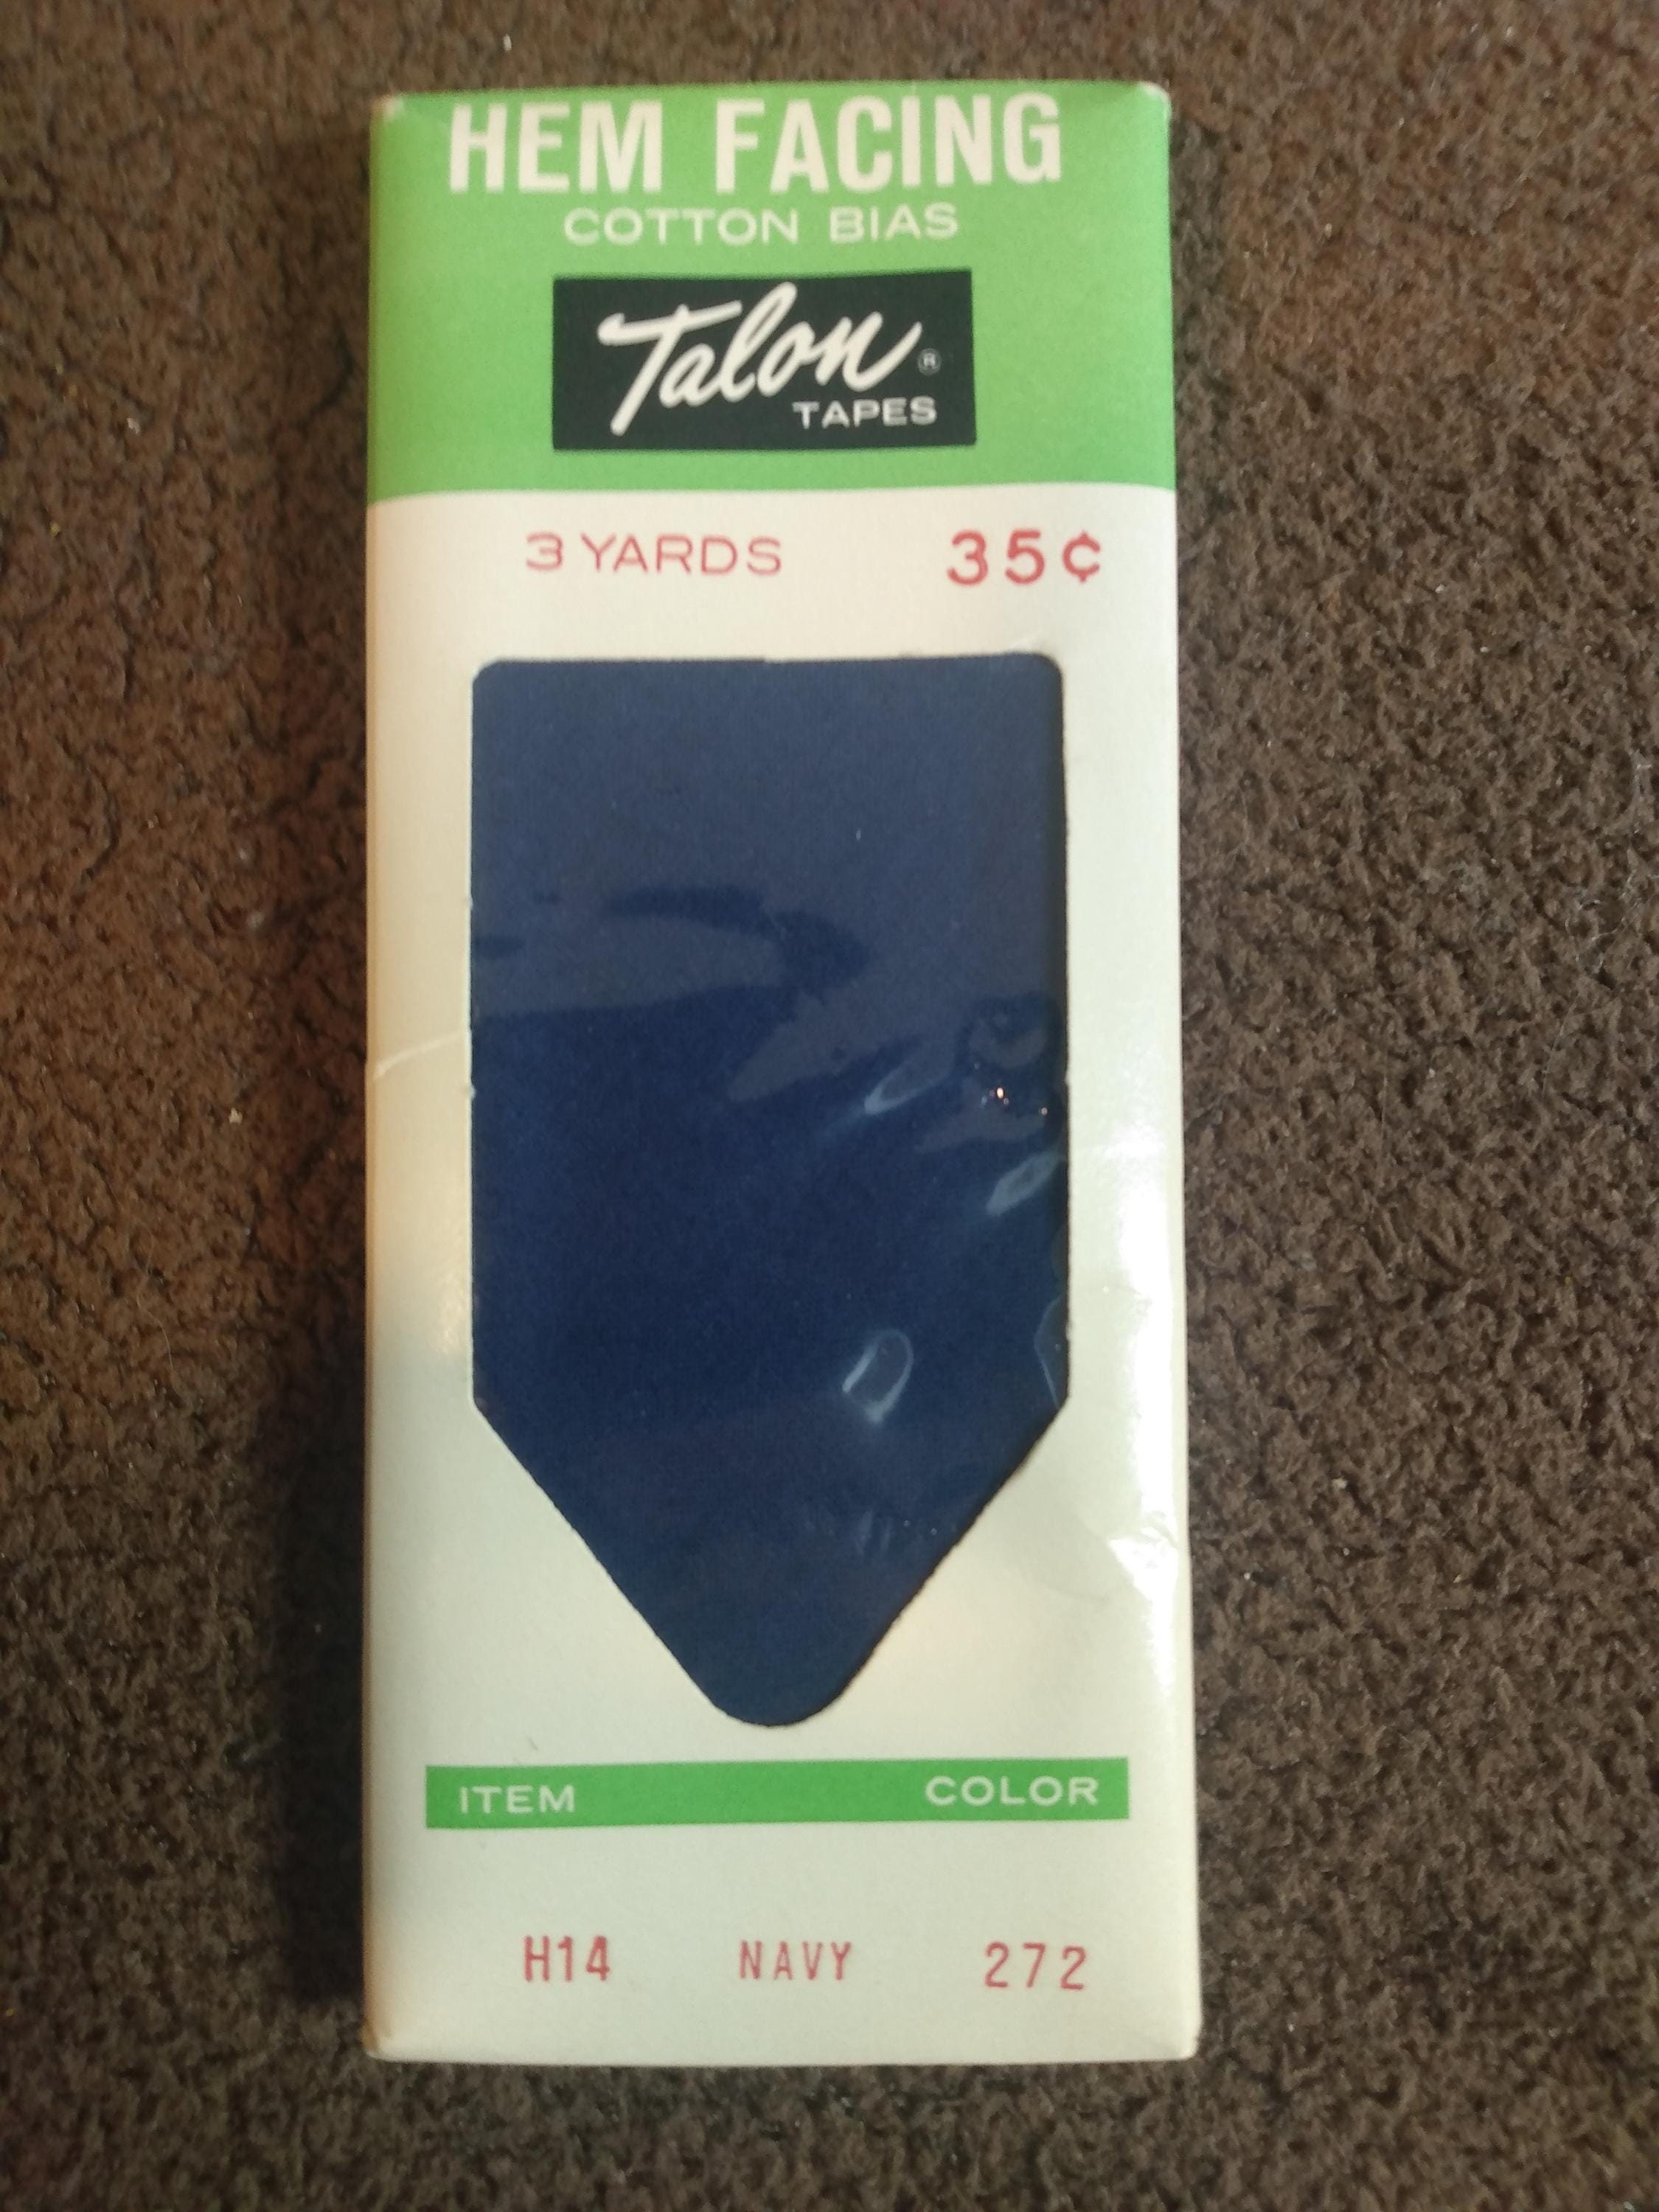 HEM FACING
COTTON BIAS
Talon ®
TAPES
3 YARDS 35¢
ITEM COLOR
H14 NAVY 272